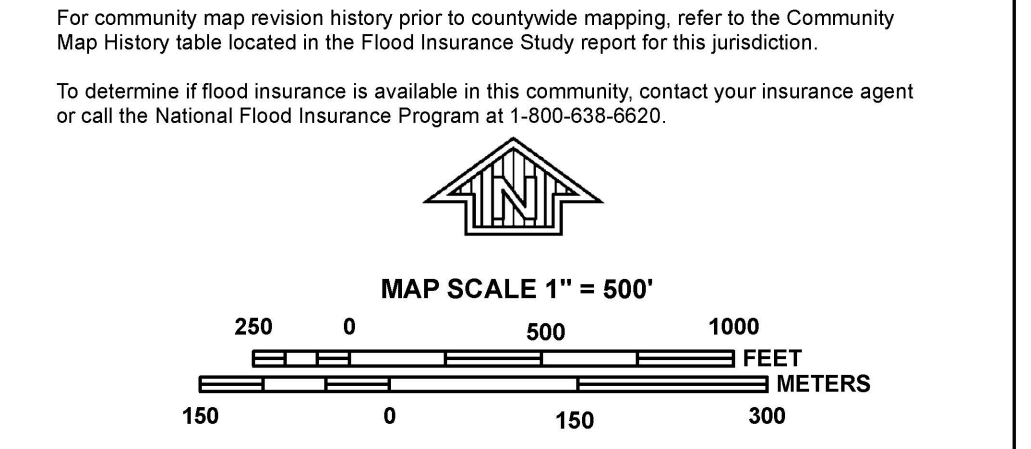 For community map revision history prior to countywide mapping, refer to the Community
Map History table located in the Flood Insurance Study report for this jurisdiction.
To determine if flood insurance is available in this community, contact your insurance agent
or call the National Flood Insurance Program at 1-800-638-6620.
N
MAP SCALE 1" = 500'
250 0 500 1000
FEET
METERS
150 0 150 300